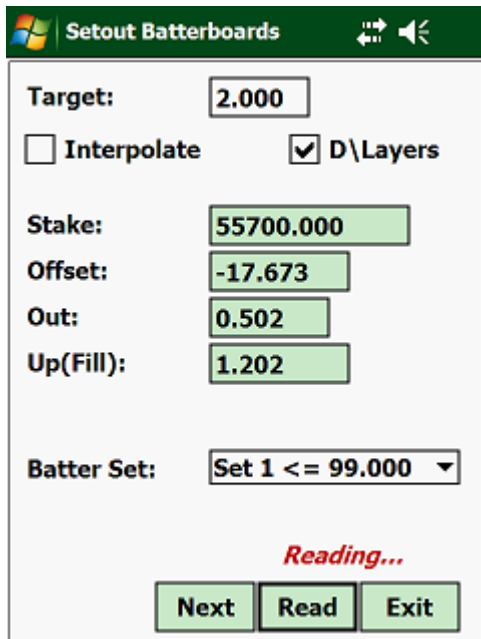 Setout Batterboards
Target: 2.000
Interpolate D\Layers
Stake: 55700.000
Offset: -17.673
Out: 0.502
Up(Fill): 1.202
Batter Set: Set 1 <= 99.000
Reading...
Next Read Exit